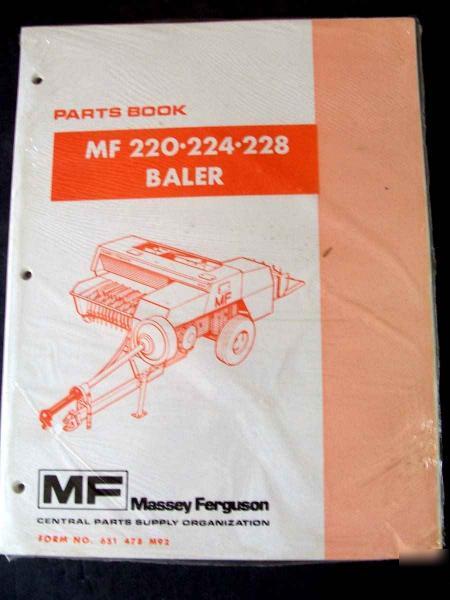 PARTS BOOK
MF 220•224•228
BALER
MF
MF Massey Ferguson
CENTRAL PARTS SUPPLY ORGANIZATION
FORM NO. 651 478 M92